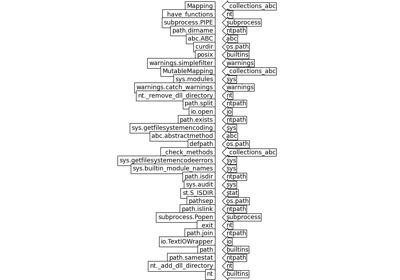 Mapping _collections_abc
_have_functions nt
subprocess.PIPE subprocess
path.dirname ntpath
abc.ABC abc
curdir os.path
posix builtins
warnings.simplefilter warnings
MutableMapping _collections_abc
sys.modules sys
warnings.catch_warnings warnings
nt._remove_dll_directory nt
path.split ntpath
io.open io
path.exists ntpath
sys.getfilesystemencoding sys
abc.abstractmethod abc
defpath os.path
_check_methods _collections_abc
sys.getfilesystemencodeerrors sys
sys.builtin_module_names sys
path.isdir ntpath
sys.audit sys
st.S_ISDIR stat
pathsep os.path
path.islink ntpath
subprocess.Popen subprocess
_exit nt
path.join ntpath
io.TextIOWrapper io
path builtins
path.samestat ntpath
nt._add_dll_directory nt
nt builtins